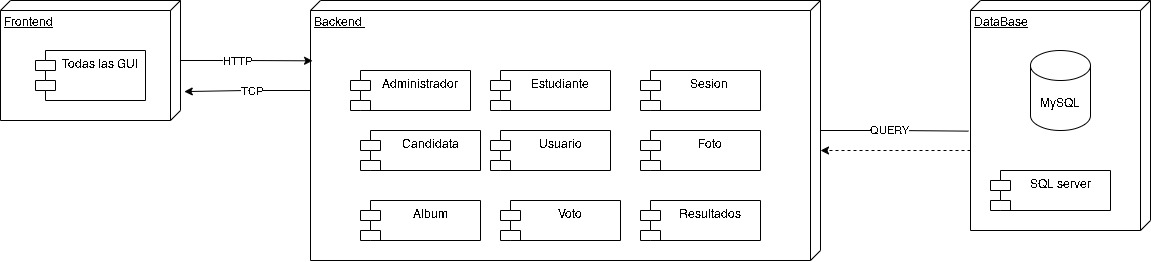 Frontend
Todas las GUI
HTTP
TCP
Backend
Administrador
Estudiante
Sesion
Candidata
Usuario
Foto
Album
Voto
Resultados
QUERY
DataBase
MySQL
SQL server